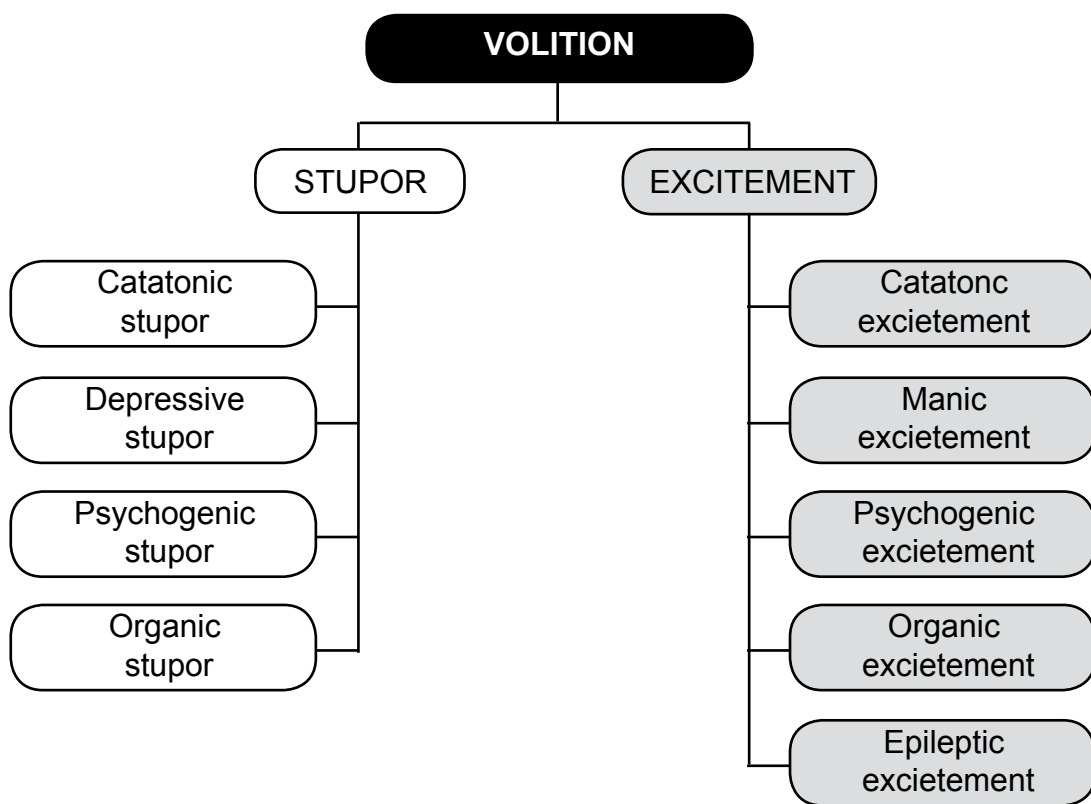 VOLITION
STUPOR
EXCITEMENT
Catatonic
stupor
Depressive
stupor
Psychogenic
stupor
Organic
stupor
Catatonc
excietement
Manic
excietement
Psychogenic
excietement
Organic
excietement
Epileptic
excietement